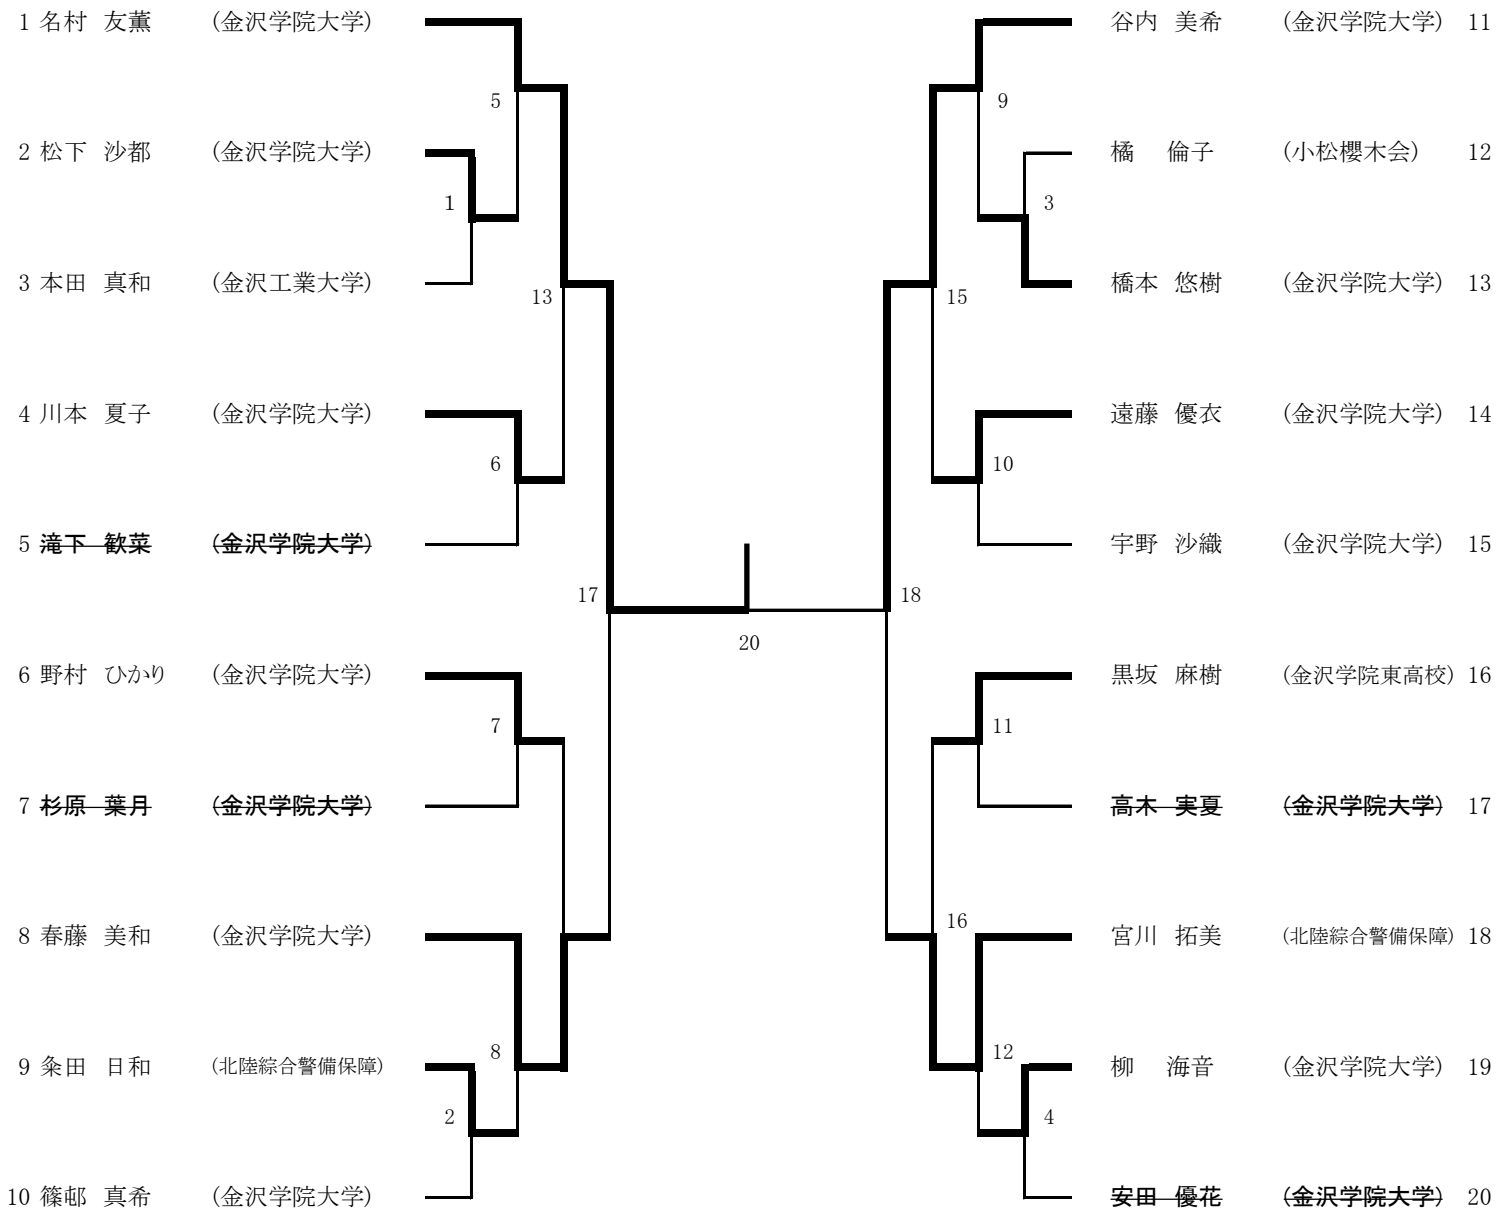 1 名村 友薫 (金沢学院大学)
2 松下 沙都 (金沢学院大学)
3 本田 真和 (金沢工業大学)
4 川本 夏子 (金沢学院大学)
5 滝下 歓菜 (金沢学院大学)
6 野村 ひかり (金沢学院大学)
7 杉原 葉月 (金沢学院大学)
8 春藤 美和 (金沢学院大学)
9 粂田 日和 (北陸綜合警備保障)
10 篠邨 真希 (金沢学院大学)
5
1
13
6
17
7
8
2
20
9
3
15
10
18
11
16
12
4
谷内 美希 (金沢学院大学) 11
橘 倫子 (小松櫻木会) 12
橋本 悠樹 (金沢学院大学) 13
遠藤 優衣 (金沢学院大学) 14
宇野 沙織 (金沢学院大学) 15
黒坂 麻樹 (金沢学院東高校) 16
高木 実夏 (金沢学院大学) 17
宮川 拓美 (北陸綜合警備保障) 18
柳 海音 (金沢学院大学) 19
安田 優花 (金沢学院大学) 20